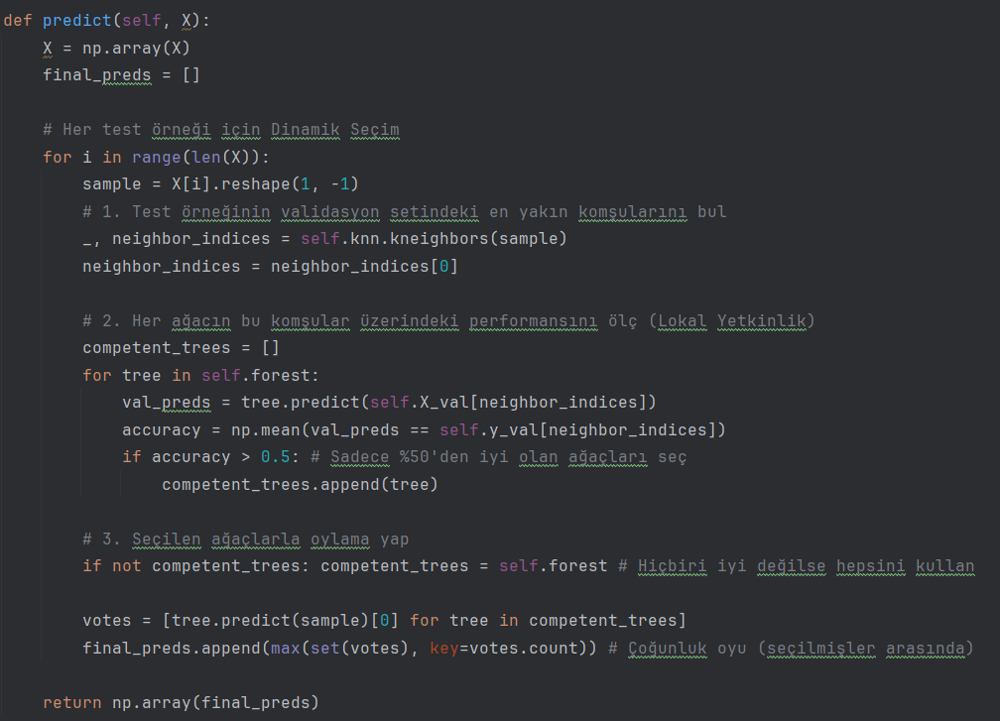 def predict(self, X):
    X = np.array(X)
    final_preds = []

    # Her test örneği için Dinamik Seçim
    for i in range(len(X)):
        sample = X[i].reshape(1, -1)
        # 1. Test örneğinin validasyon setindeki en yakın komşularını bul
        _, neighbor_indices = self.knn.kneighbors(sample)
        neighbor_indices = neighbor_indices[0]

        # 2. Her ağacın bu komşular üzerindeki performansını ölç (Lokal Yetkinlik)
        competent_trees = []
        for tree in self.forest:
            val_preds = tree.predict(self.X_val[neighbor_indices])
            accuracy = np.mean(val_preds == self.y_val[neighbor_indices])
            if accuracy > 0.5: # Sadece %50'den iyi olan ağaçları seç
                competent_trees.append(tree)

        # 3. Seçilen ağaçlarla oylama yap
        if not competent_trees: competent_trees = self.forest # Hiçbiri iyi değilse hepsini kullan

        votes = [tree.predict(sample)[0] for tree in competent_trees]
        final_preds.append(max(set(votes), key=votes.count)) # Çoğunluk oyu (seçilmişler arasında)

    return np.array(final_preds)